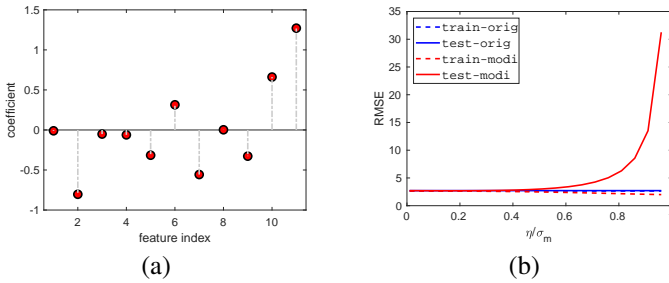 1.5
1
0.5
0
-0.5
-1
coefficient
2 4 6 8 10
feature index
(a)
35
30
25
20
15
10
5
0
RMSE
train-orig
test-orig
train-modi
test-modi
0 0.2 0.4 0.6 0.8
η/σm
(b)